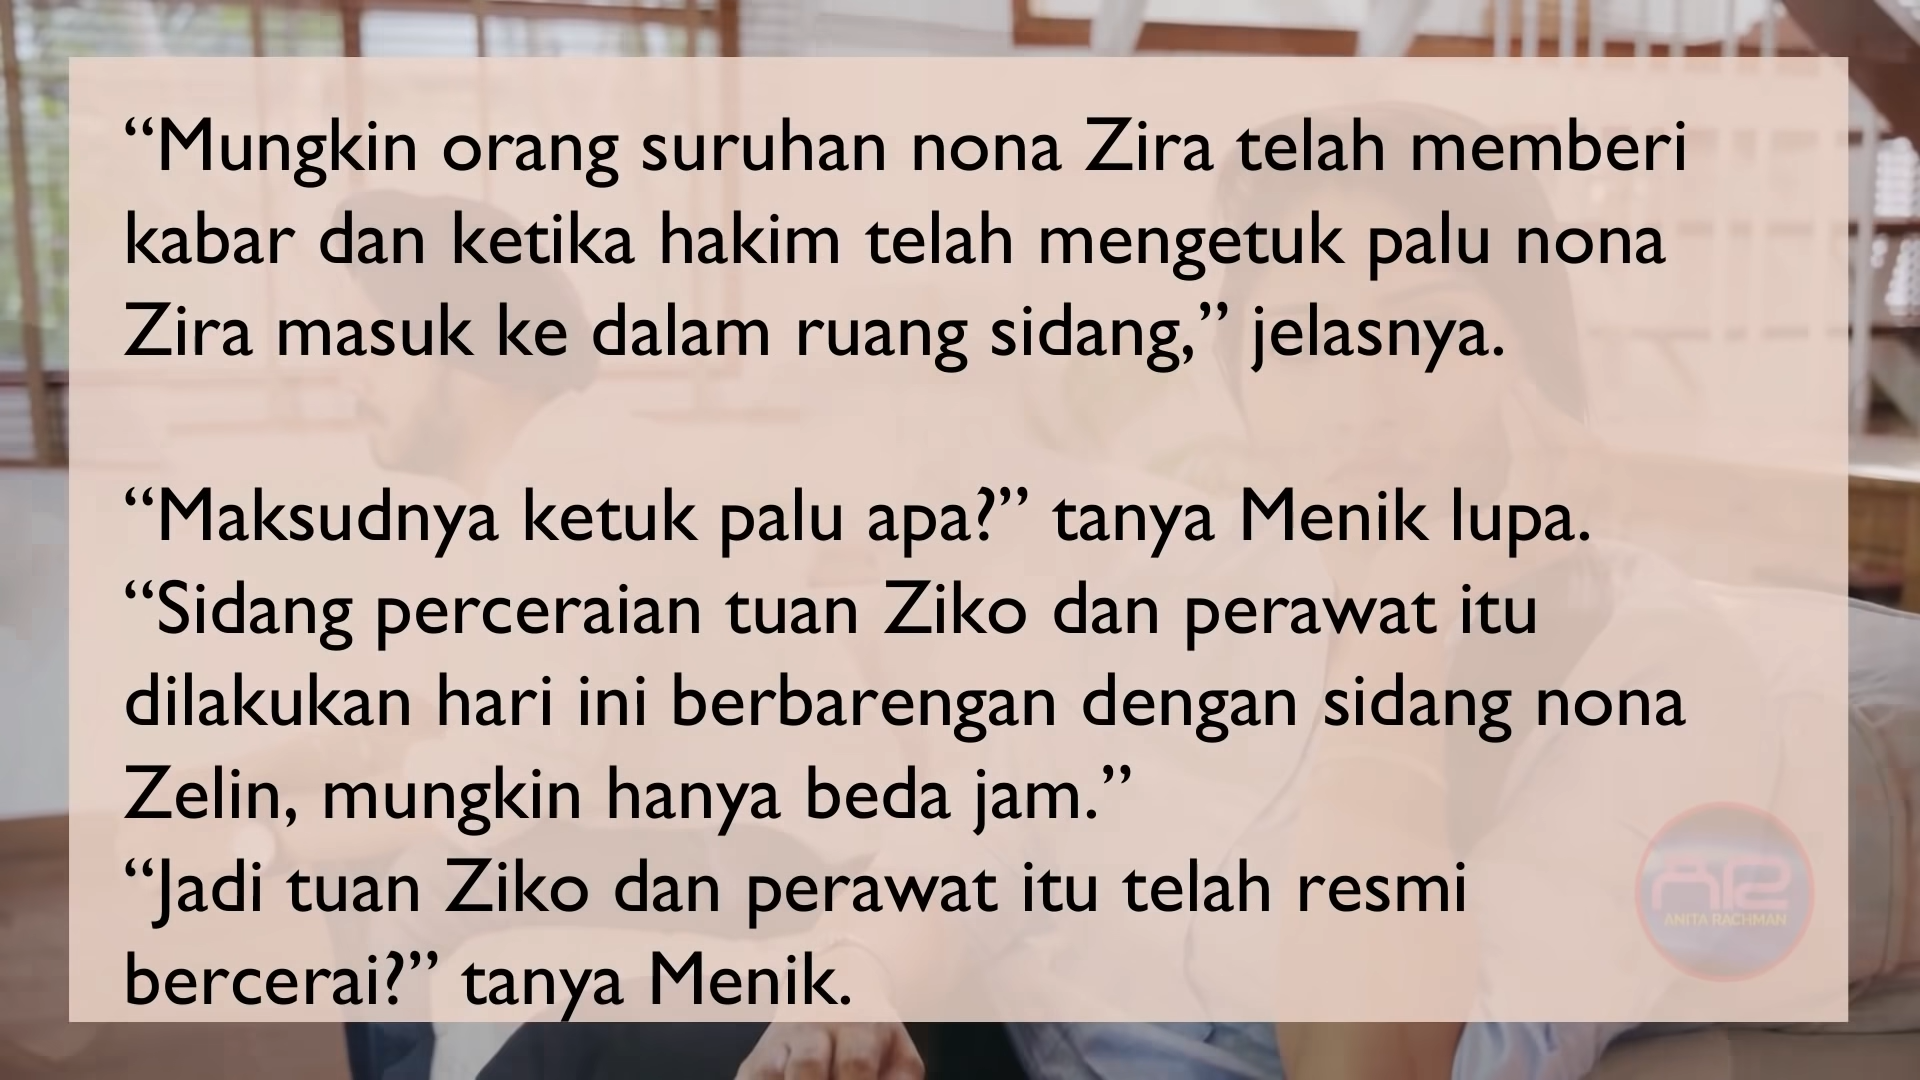 “Mungkin orang suruhan nona Zira telah memberi
kabar dan ketika hakim telah mengetuk palu nona
Zira masuk ke dalam ruang sidang,” jelasnya.
“Maksudnya ketuk palu apa?” tanya Menik lupa.
“Sidang perceraian tuan Ziko dan perawat itu
dilakukan hari ini berbarengan dengan sidang nona
Zelin, mungkin hanya beda jam.”
“Jadi tuan Ziko dan perawat itu telah resmi
bercerai?” tanya Menik.
AR
ANITA RACHMAN